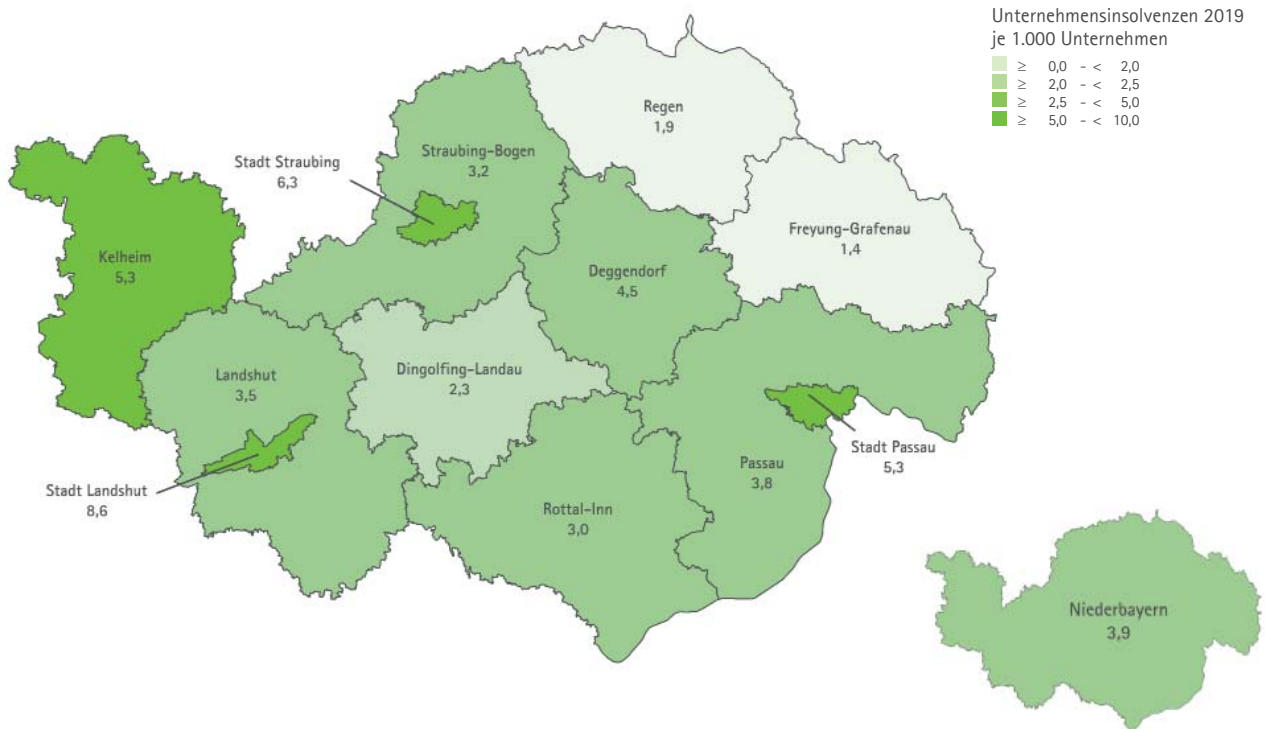 Unternehmensinsolvenzen 2019
je 1.000 Unternehmen
≥ 0,0 - < 2,0
≥ 2,0 - < 2,5
≥ 2,5 - < 5,0
≥ 5,0 - < 10,0
Regen
1,9
Straubing-Bogen
3,2
Stadt Straubing
6,3
Freyung-Grafenau
1,4
Kelheim
5,3
Deggendorf
4,5
Landshut
3,5
Dingolfing-Landau
2,3
Stadt Passau
5,3
Passau
3,8
Stadt Landshut
8,6
Rottal-Inn
3,0
Niederbayern
3,9